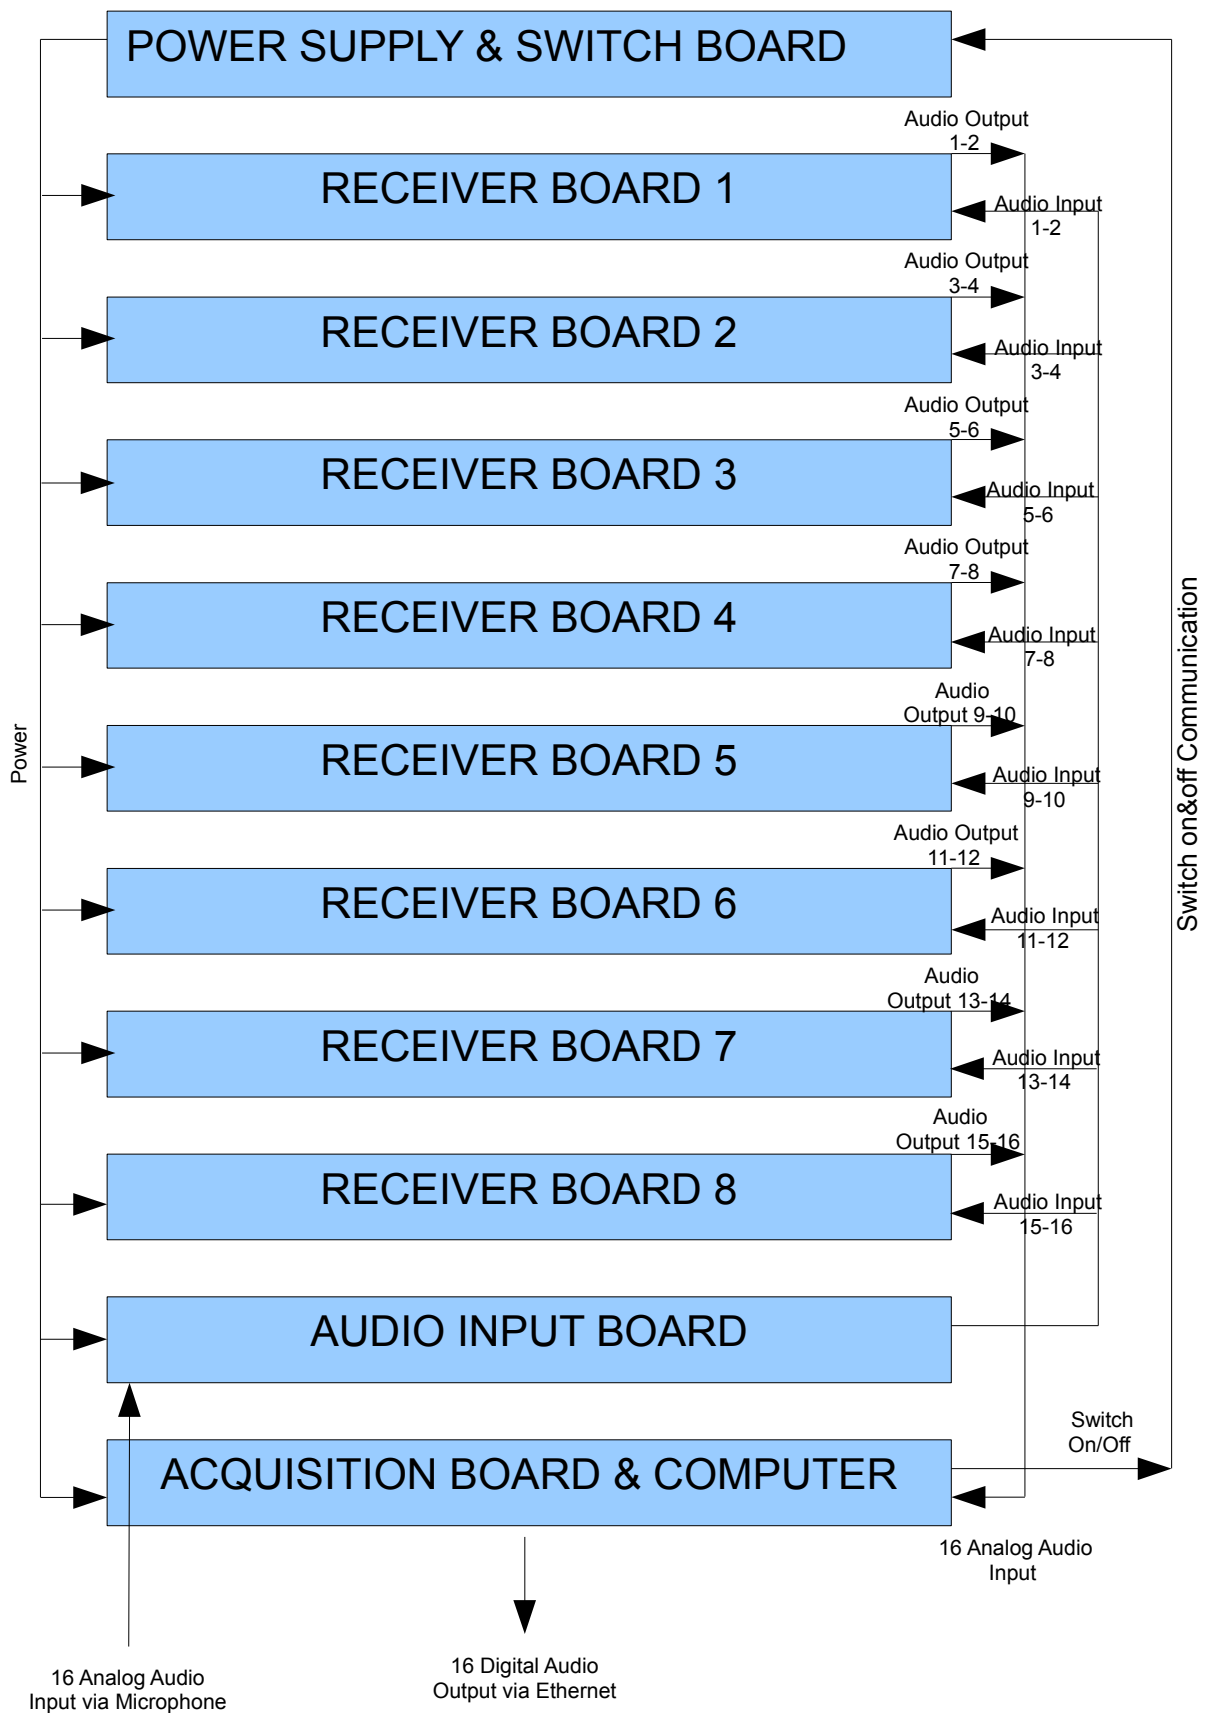 POWER SUPPLY & SWITCH BOARD
Audio Output
1-2
RECEIVER BOARD 1
Audio Input
1-2
Audio Output
3-4
RECEIVER BOARD 2
Audio Input
3-4
Audio Output
5-6
RECEIVER BOARD 3
Audio Input
5-6
Audio Output
7-8
RECEIVER BOARD 4
Audio Input
7-8
Switch on&off Communication
Audio
Output 9-10
Power
RECEIVER BOARD 5
Audio Input
9-10
Audio Output
11-12
RECEIVER BOARD 6
Audio Input
11-12
Audio
Output 13-14
RECEIVER BOARD 7
Audio Input
13-14
Audio
Output 15-16
RECEIVER BOARD 8
Audio Input
15-16
AUDIO INPUT BOARD
Switch
On/Off
ACQUISITION BOARD & COMPUTER
16 Analog Audio
Input
16 Analog Audio
Input via Microphone
16 Digital Audio
Output via Ethernet